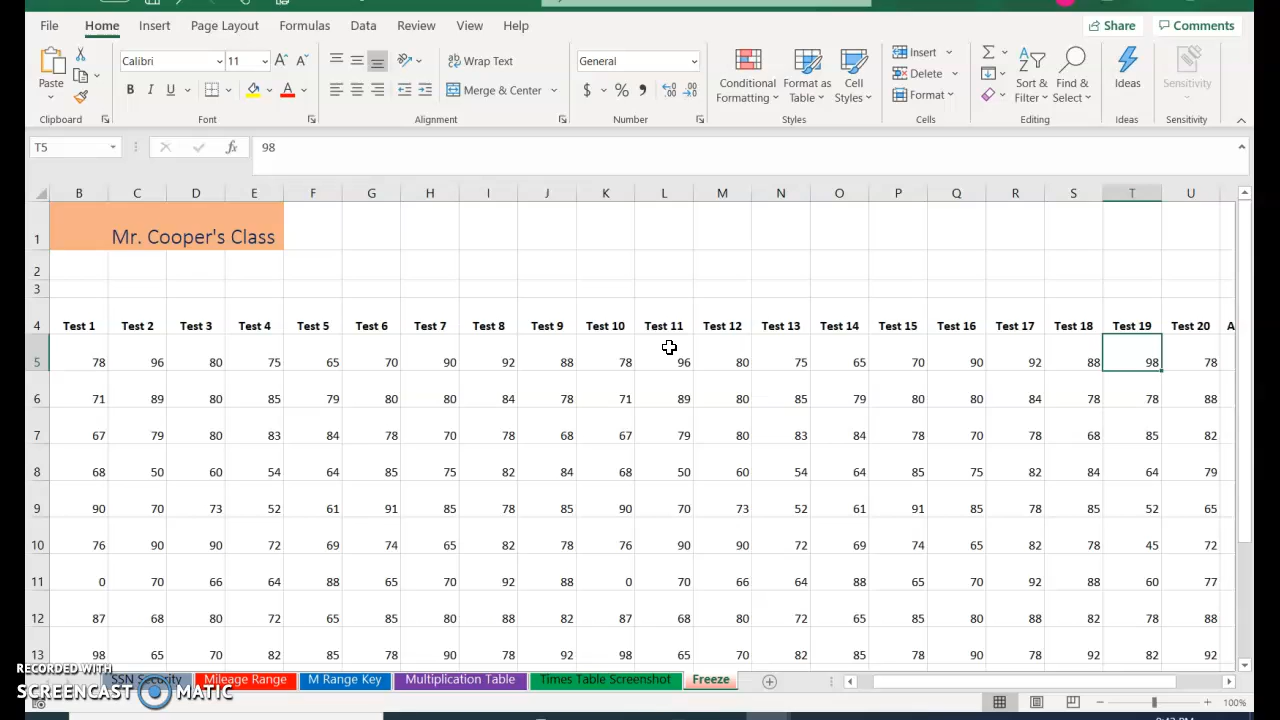 File Home Insert Page Layout Formulas Data Review View Help Share Comments
Calibri 11 Wrap Text General Insert
Paste Merge & Center Conditional Formatting Format as Table Cell Styles Delete Sort & Filter Find & Select Ideas Sensitivity
Format
Clipboard Font Alignment Number Styles Cells Editing Ideas Sensitivity
T5 fx 98
B C D E F G H I J K L M N O P Q R S T U
1 Mr. Cooper's Class
2
3
4 Test 1 Test 2 Test 3 Test 4 Test 5 Test 6 Test 7 Test 8 Test 9 Test 10 Test 11 Test 12 Test 13 Test 14 Test 15 Test 16 Test 17 Test 18 Test 19 Test 20 A
5 78 96 80 75 65 70 90 92 88 78 96 80 75 65 70 90 92 88 98 78
6 71 89 80 85 79 80 80 84 78 71 89 80 85 79 80 80 84 78 78 88
7 67 79 80 83 84 78 70 78 68 67 79 80 83 84 78 70 78 68 85 82
8 68 50 60 54 64 85 75 82 84 68 50 60 54 64 85 75 82 84 64 79
9 90 70 73 52 61 91 85 78 85 90 70 73 52 61 91 85 78 85 52 65
10 76 90 90 72 69 74 65 82 78 76 90 90 72 69 74 65 82 78 45 72
11 0 70 66 64 88 65 70 92 88 0 70 66 64 88 65 70 92 88 60 77
12 87 68 80 72 65 85 80 88 82 87 68 80 72 65 85 80 88 82 78 88
13 98 65 70 82 85 78 90 78 92 98 65 70 82 85 78 90 78 92 82 92
RECORDED WITH
SCREENCAST MATIC
SSN Security Mileage Range M Range Key Multiplication Table Times Table Screenshot Freeze
100%